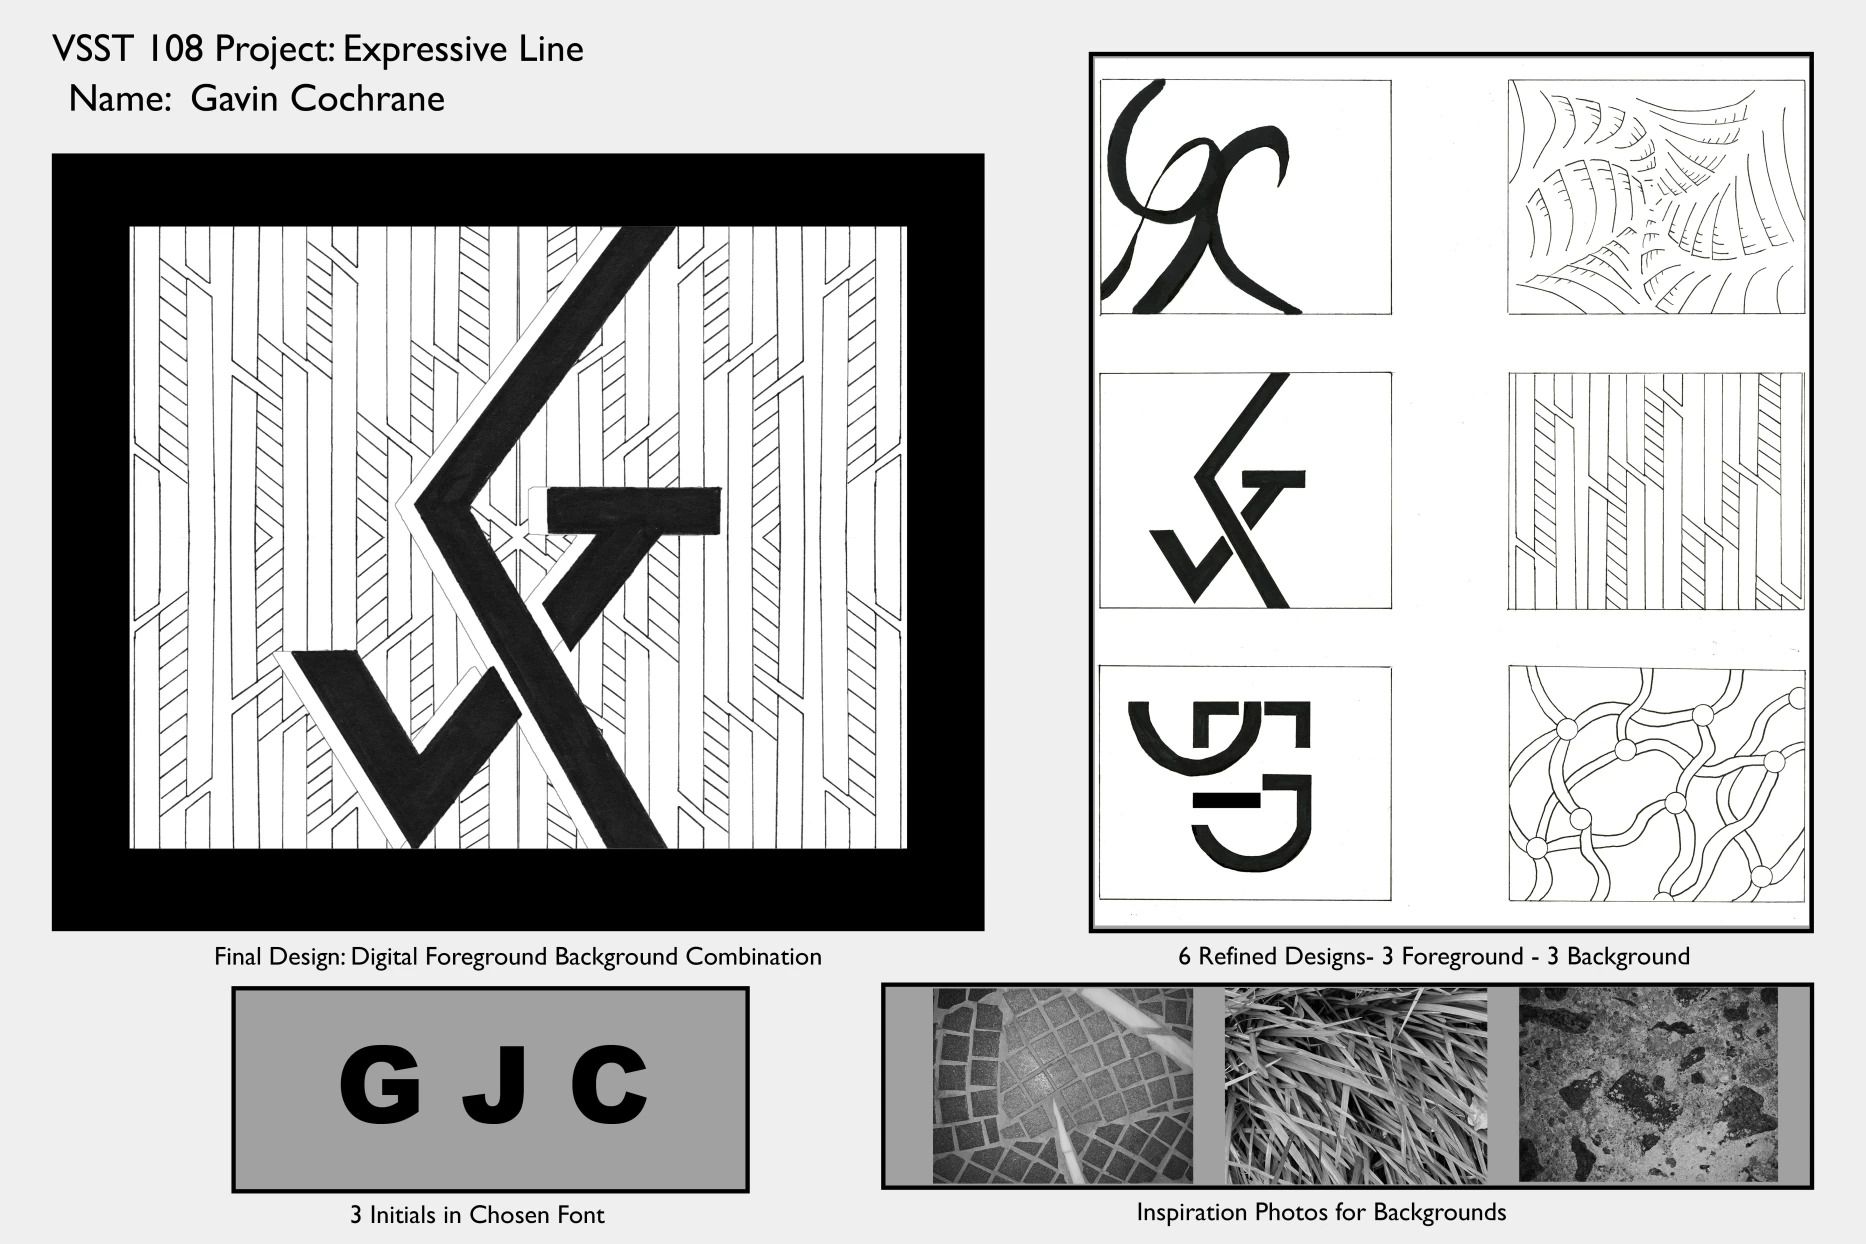 VSST 108 Project: Expressive Line
Name: Gavin Cochrane
Final Design: Digital Foreground Background Combination
6 Refined Designs- 3 Foreground - 3 Background
G J C
3 Initials in Chosen Font
Inspiration Photos for Backgrounds